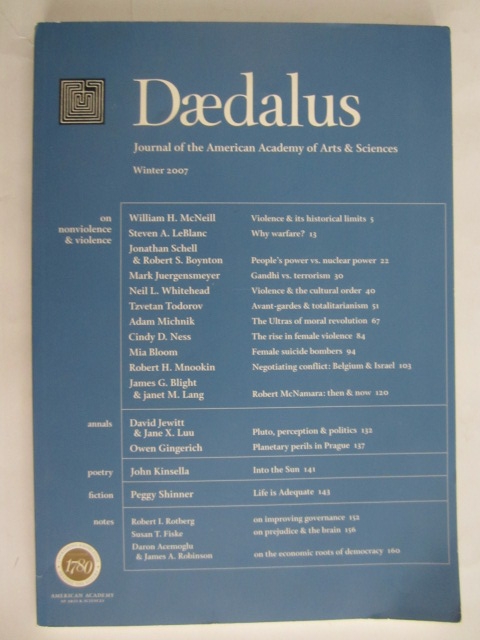 Dædalus
Journal of the American Academy of Arts & Sciences
Winter 2007
on
nonviolence
& violence
William H. McNeill Violence & its historical limits 5
Steven A. LeBlanc Why warfare? 13
Jonathan Schell
& Robert S. Boynton People's power vs. nuclear power 22
Mark Juergensmeyer Gandhi vs. terrorism 30
Neil L. Whitehead Violence & the cultural order 40
Tzvetan Todorov Avant-gardes & totalitarianism 51
Adam Michnik The Ultras of moral revolution 67
Cindy D. Ness The rise in female violence 84
Mia Bloom Female suicide bombers 94
Robert H. Mnookin Negotiating conflict: Belgium & Israel 103
James G. Blight
& janet M. Lang Robert McNamara: then & now 120
annals David Jewitt
& Jane X. Luu Pluto, perception & politics 132
Owen Gingerich Planetary perils in Prague 137
poetry John Kinsella Into the Sun 141
fiction Peggy Shinner Life is Adequate 143
notes Robert I. Rotberg on improving governance 152
Susan T. Fiske on prejudice & the brain 156
Daron Acemoglu
& James A. Robinson on the economic roots of democracy 160
1780
AMERICAN ACADEMY
OF ARTS & SCIENCES